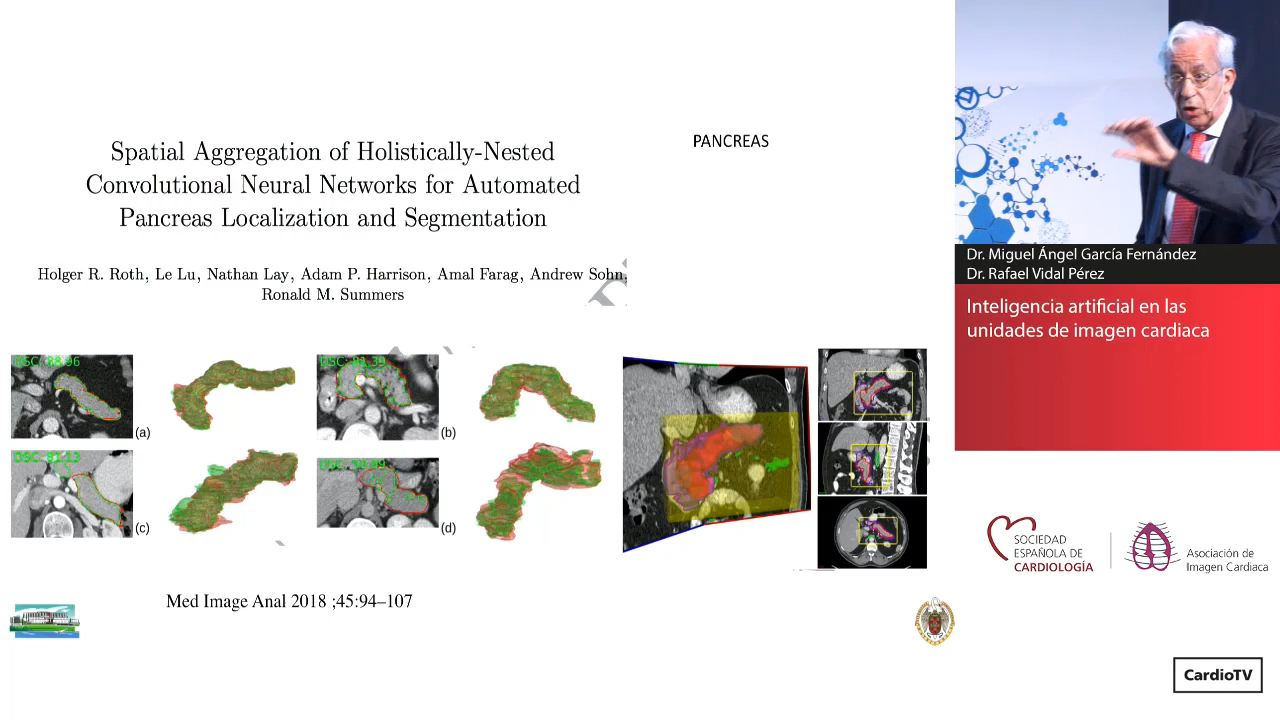 Spatial Aggregation of Holistically-Nested
Convolutional Neural Networks for Automated
Pancreas Localization and Segmentation
Holger R. Roth, Le Lu, Nathan Lay, Adam P. Harrison, Amal Farag, Andrew Sohn,
Ronald M. Summers
PANCREAS
(a)
(b)
DSC: 81.13
(c)
(d)
Med Image Anal 2018 ;45:94–107
Dr. Miguel Ángel García Fernández
Dr. Rafael Vidal Pérez
Inteligencia artificial en las
unidades de imagen cardiaca
SOCIEDAD
ESPAÑOLA DE
CARDIOLOGÍA
Asociación de
Imagen Cardiaca
CardioTV